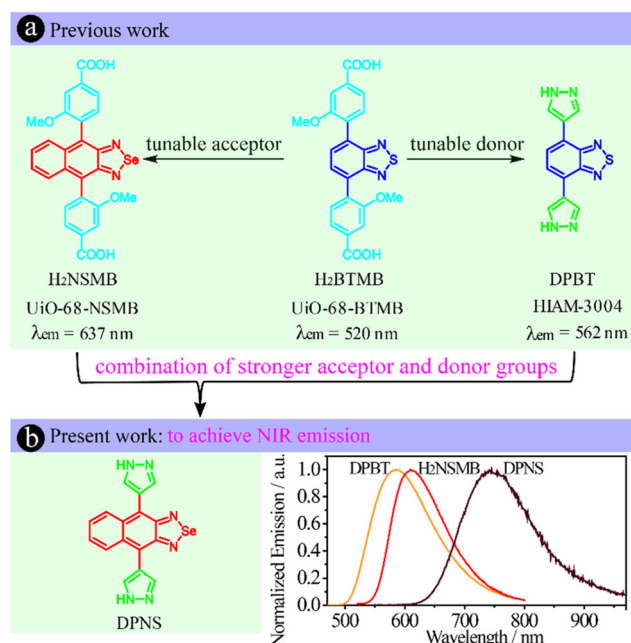 a Previous work
COOH
MeO
N
Se
N
OMe
COOH
tunable acceptor
COOH
MeO
N
S
N
OMe
COOH
tunable donor
HN-N
N
S
N
HN-N
H2NSMB H2BTMB DPBT
UiO-68-NSMB UiO-68-BTMB HIAM-3004
λem = 637 nm λem = 520 nm λem = 562 nm
combination of stronger acceptor and donor groups
b Present work: to achieve NIR emission
HN-N
N
Se
N
HN-N
DPNS
Normalized Emission / a.u.
1.0
0.8
0.6
0.4
0.2
0.0
DPBT H2NSMB DPNS
500 600 700 800 900
Wavelength / nm